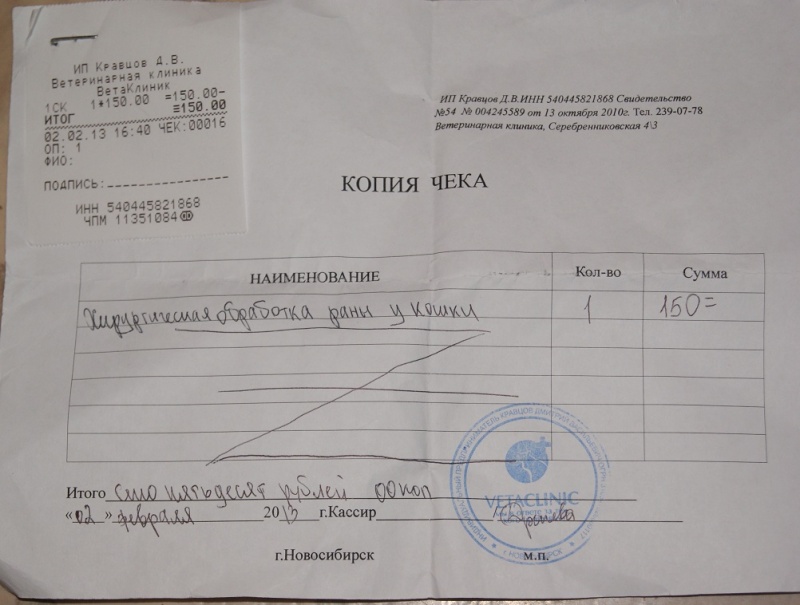 ИП Кравцов Д.В.
Ветеринарная клиника
ВетаКлиник
1СК 1*150.00 =150.00-
ИТОГ ≡150.00
02.02.13 16:40 ЧЕК:00016
ОП: 1
ФИО:
ПОДПИСЬ:
ИНН 540445821868
ЧПМ 11351084
ИП Кравцов Д.В.ИНН 540445821868 Свидетельство
№54 № 004245589 от 13 октября 2010г. Тел. 239-07-78
Ветеринарная клиника, Серебренниковская 4\3
КОПИЯ ЧЕКА
НАИМЕНОВАНИЕ Кол-во Сумма
Хирургическая обработка раны у кошки 1 150=
Итого сто пятьдесят рублей 00коп
«02» февраля 2013 г.Кассир
VETACLINIC
г.Новосибирск м.п.